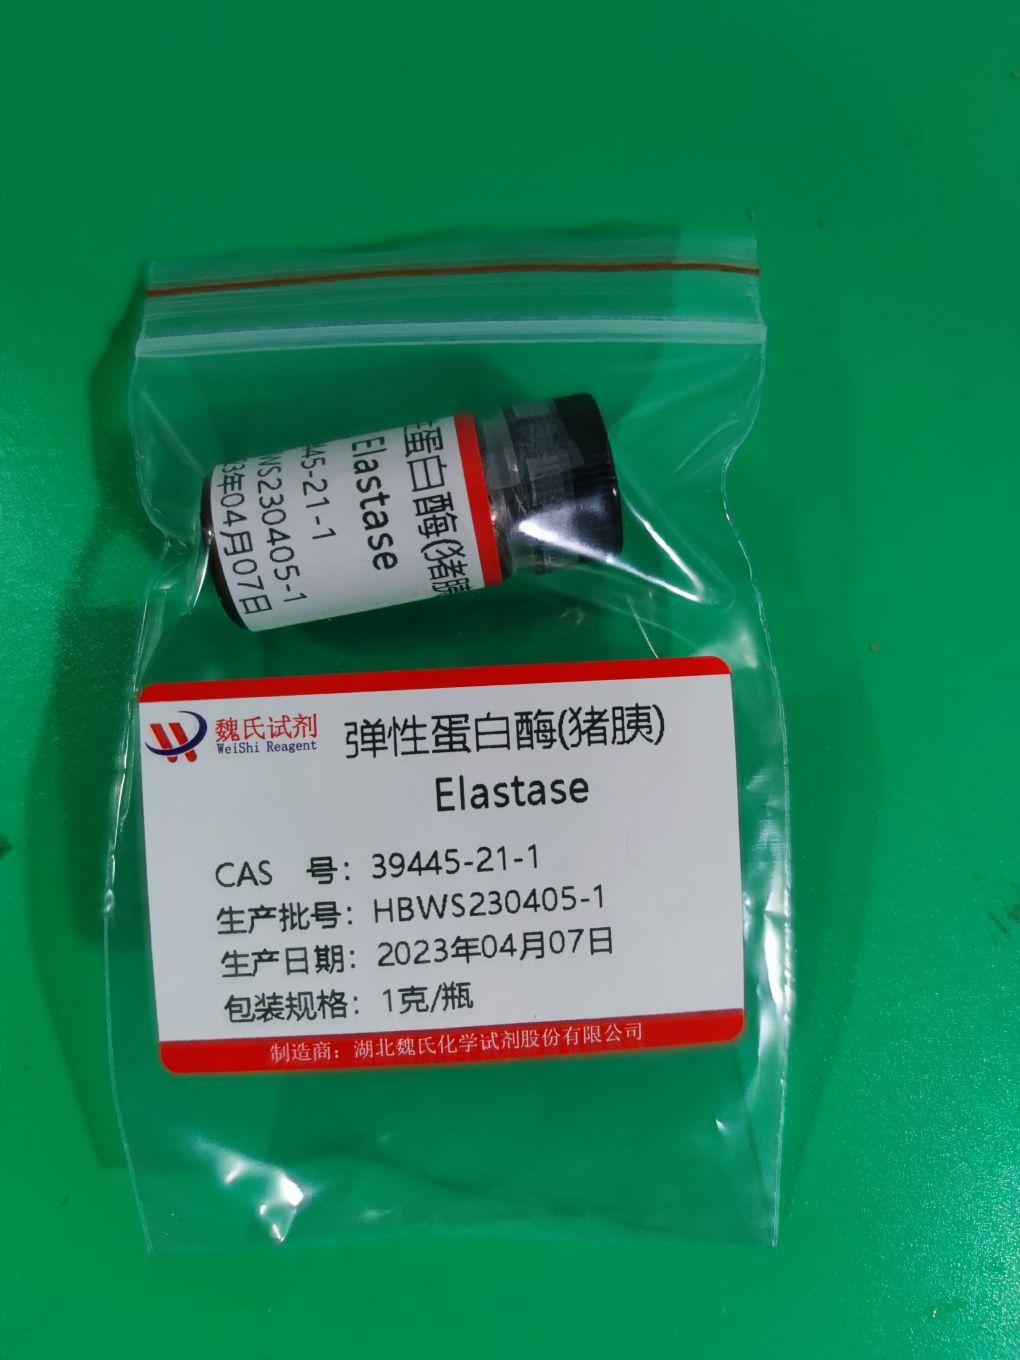 性蛋白酶(猪胰
Elastase
45-21-1
WS230405-1
3年04月07日
魏氏试剂
WeiShi Reagent
弹性蛋白酶(猪胰)
Elastase
CAS 号：39445-21-1
生产批号：HBWS230405-1
生产日期：2023年04月07日
包装规格：1克/瓶
制造商：湖北魏氏化学试剂股份有限公司